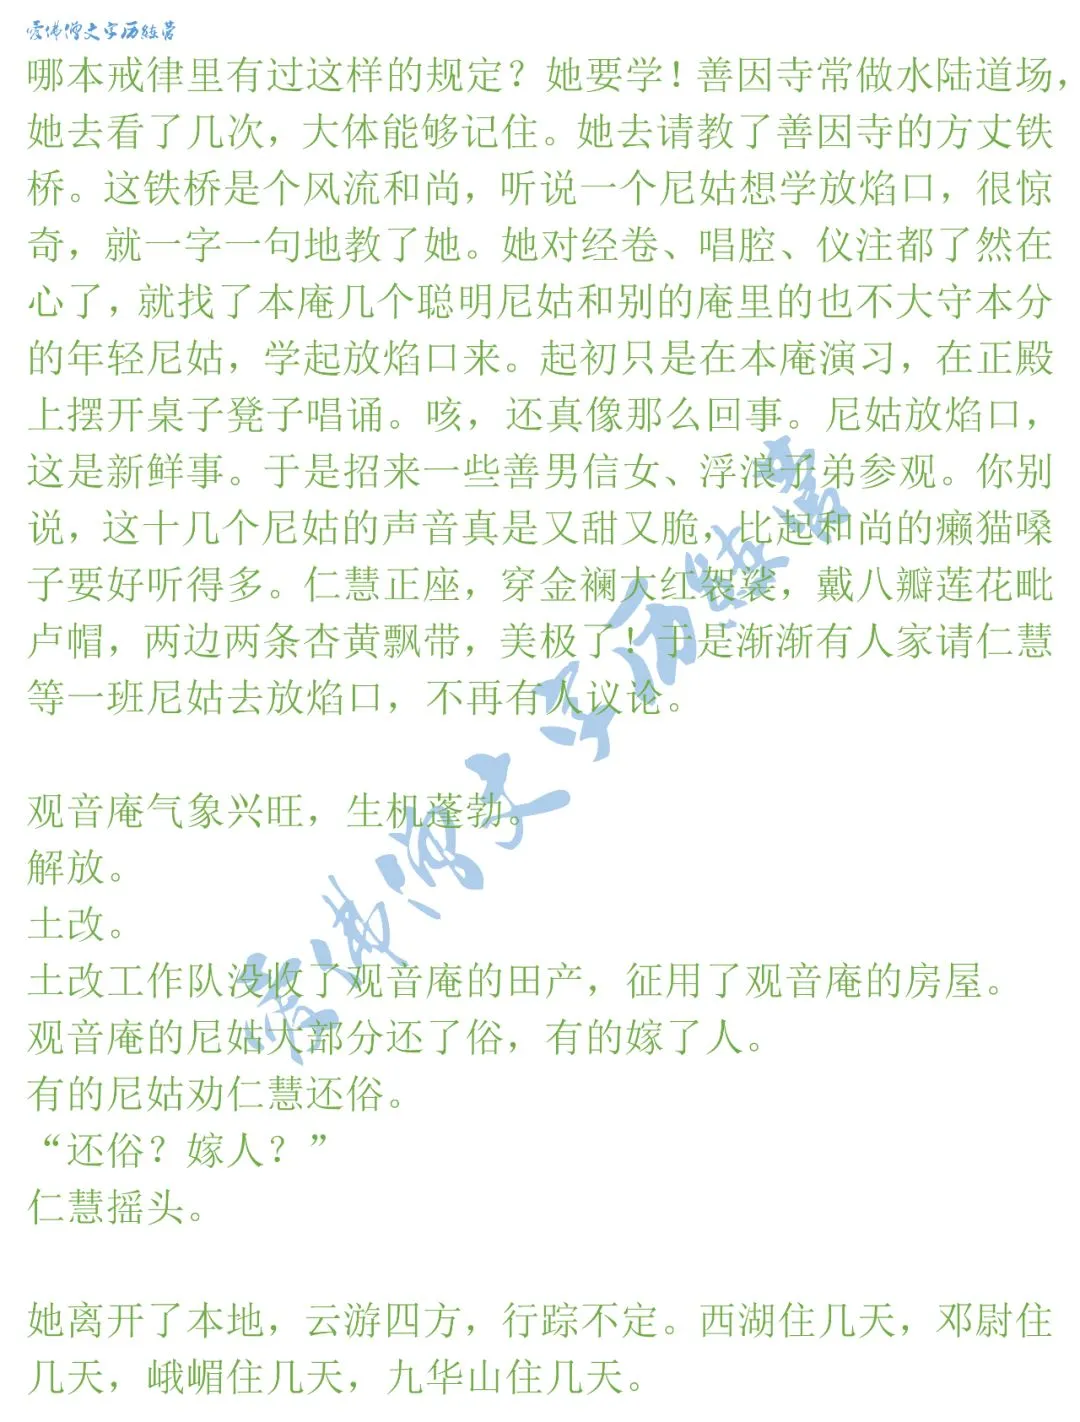 爱佛僧文字历练营
哪本戒律里有过这样的规定？她要学！善因寺常做水陆道场，
她去看了几次，大体能够记住。她去请教了善因寺的方丈铁
桥。这铁桥是个风流和尚，听说一个尼姑想学放焰口，很惊
奇，就一字一句地教了她。她对经卷、唱腔、仪注都了然在
心了，就找了本庵几个聪明尼姑和别的庵里的也不大守本分
的年轻尼姑，学起放焰口来。起初只是在本庵演习，在正殿
上摆开桌子凳子唱诵。咳，还真像那么回事。尼姑放焰口，
这是新鲜事。于是招来一些善男信女、浮浪子弟参观。你别
说，这十几个尼姑的声音真是又甜又脆，比起和尚的癞猫嗓
子要好听得多。仁慧正座，穿金襕大红袈裟，戴八瓣莲花毗
卢帽，两边两条杏黄飘带，美极了！于是渐渐有人家请仁慧
等一班尼姑去放焰口，不再有人议论。
观音庵气象兴旺，生机蓬勃。
解放。
土改。
土改工作队没收了观音庵的田产，征用了观音庵的房屋。
观音庵的尼姑大部分还了俗，有的嫁了人。
有的尼姑劝仁慧还俗。
“还俗？嫁人？”
仁慧摇头。
她离开了本地，云游四方，行踪不定。西湖住几天，邓尉住
几天，峨嵋住几天，九华山住几天。
爱佛僧文字历练营